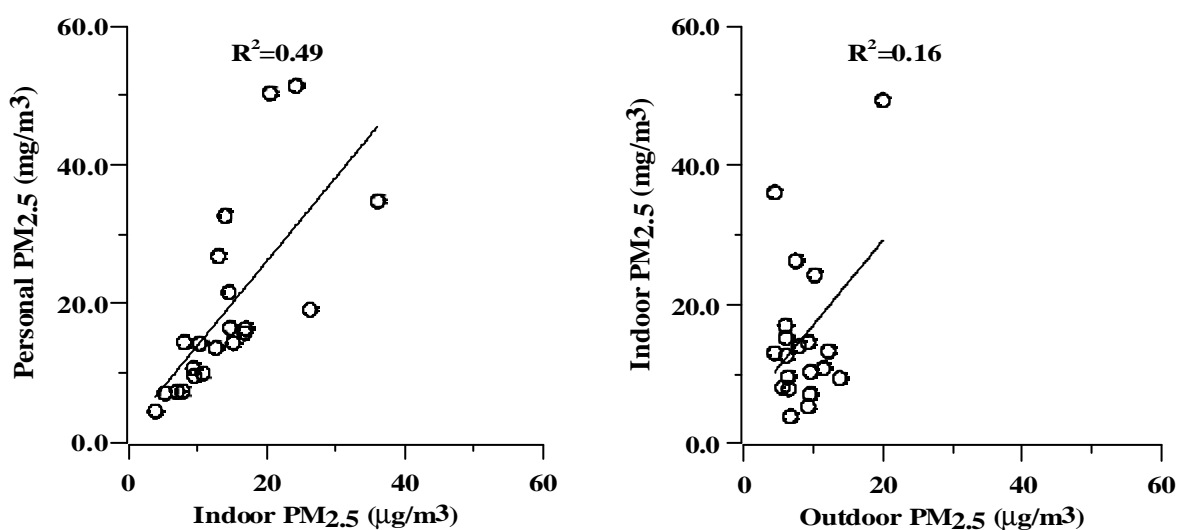 60.0
R²=0.49
40.0
20.0
0.0
0
20
40
60
Personal PM2.5 (mg/m3)
Indoor PM2.5 (μg/m3)
60.0
R²=0.16
40.0
20.0
0.0
0
20
40
60
Indoor PM2.5 (mg/m3)
Outdoor PM2.5 (μg/m3)